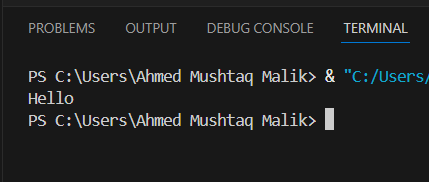 PROBLEMS OUTPUT DEBUG CONSOLE TERMINAL
PS C:\Users\Ahmed Mushtaq Malik> & "C:/Users/
Hello
PS C:\Users\Ahmed Mushtaq Malik>